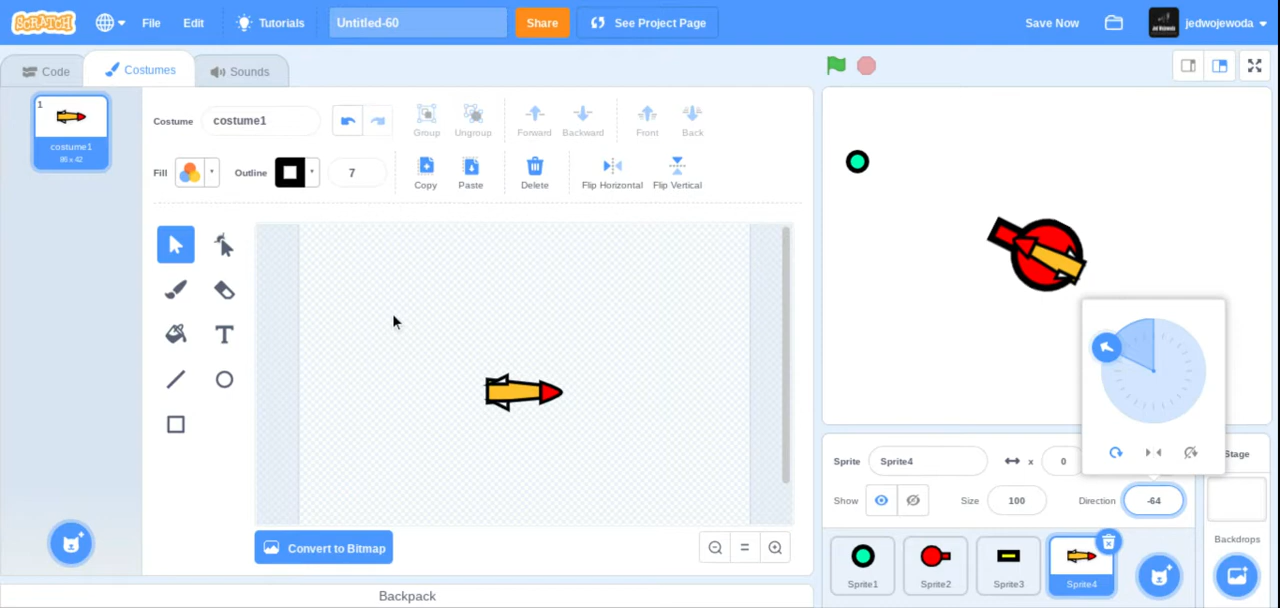 SCRATCH File Edit Tutorials Untitled-60 Share See Project Page Save Now jedwojewoda
Code Costumes Sounds
1
costume1
Costume costume1 Group Ungroup Forward Backward Front Back
Fill Outline 7 Copy Paste Delete Flip Horizontal Flip Vertical
T
Convert to Bitmap
Backpack
Sprite Sprite4 x 0 Stage
Show Size 100 Direction -64
Backdrops
Sprite1 Sprite2 Sprite3 Sprite4